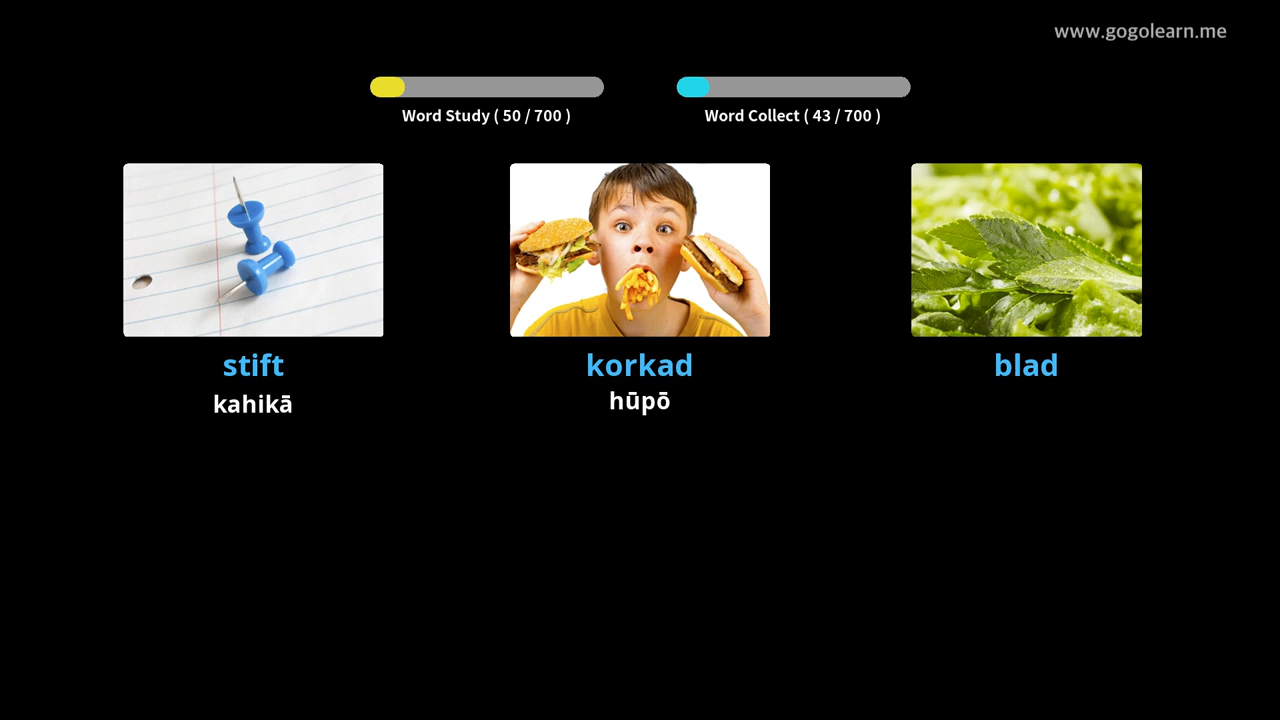 www.gogolearn.me
Word Study ( 50 / 700 )
Word Collect ( 43 / 700 )
stift
korkad
blad
kahikā
hūpō